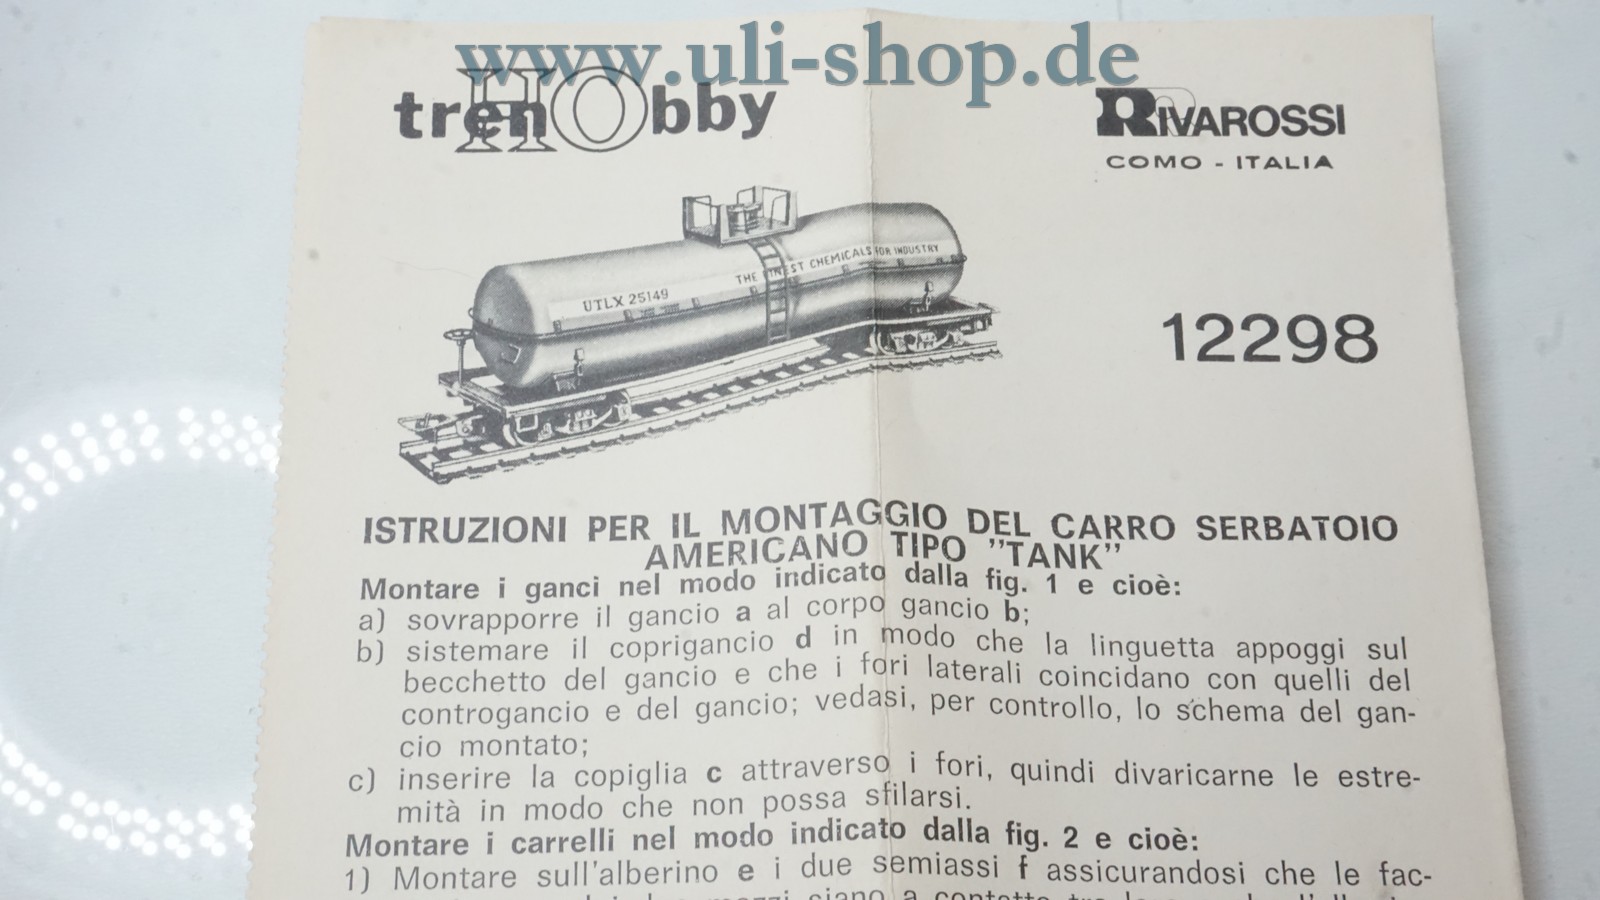 www.uli-shop.de
trenHObby
RIVAROSSI
COMO - ITALIA
THE FINEST CHEMICALS FOR INDUSTRY
UTLX 25149
12298
ISTRUZIONI PER IL MONTAGGIO DEL CARRO SERBATOIO
AMERICANO TIPO "TANK"
Montare i ganci nel modo indicato dalla fig. 1 e cioè:
a) sovrapporre il gancio a al corpo gancio b;
b) sistemare il coprigancio d in modo che la linguetta appoggi sul
becchetto del gancio e che i fori laterali coincidano con quelli del
controgancio e del gancio; vedasi, per controllo, lo schema del gan-
cio montato;
c) inserire la copiglia c attraverso i fori, quindi divaricarne le estre-
mità in modo che non possa sfilarsi.
Montare i carrelli nel modo indicato dalla fig. 2 e cioè:
1) Montare sull'alberino e i due semiassi f assicurandosi che le fac-